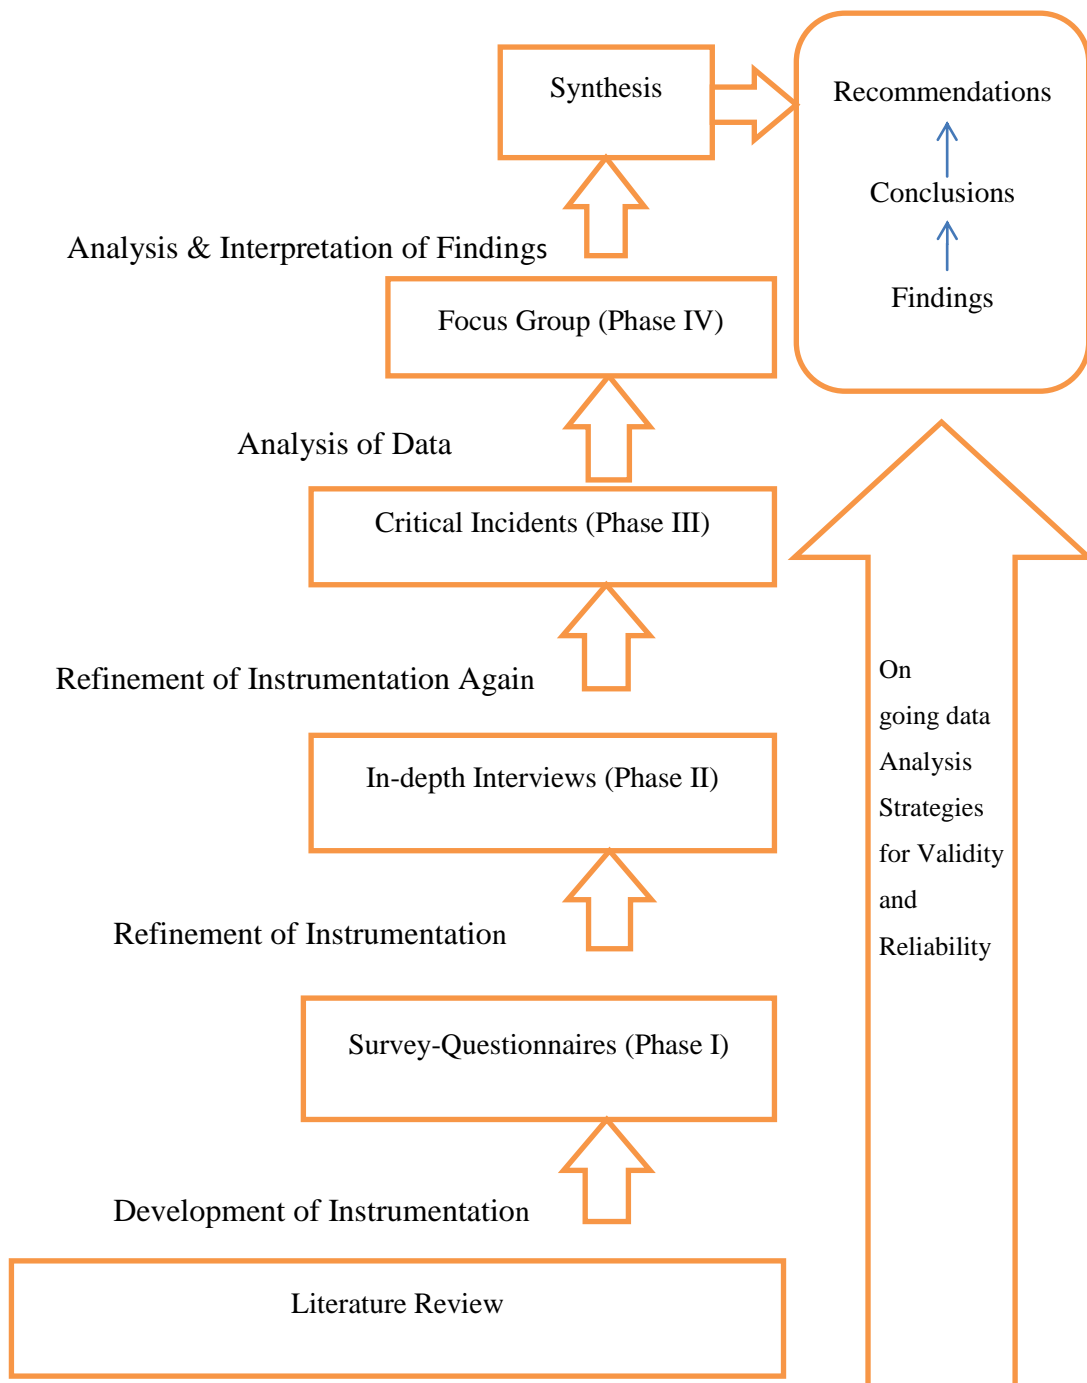 Synthesis
Recommendations
Conclusions
Findings
Analysis & Interpretation of Findings
Focus Group (Phase IV)
Analysis of Data
Critical Incidents (Phase III)
Refinement of Instrumentation Again
In-depth Interviews (Phase II)
Refinement of Instrumentation
Survey-Questionnaires (Phase I)
Development of Instrumentation
Literature Review
On
going data
Analysis
Strategies
for Validity
and
Reliability